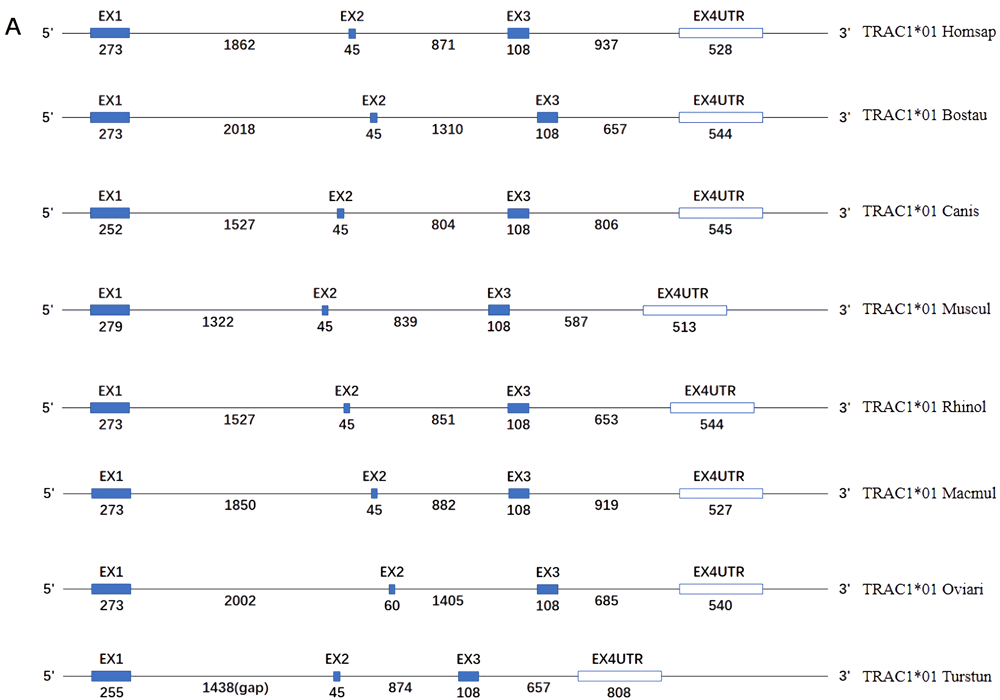 A
EX1 EX2 EX3 EX4UTR
5' 3' TRAC1*01 Homsap
273 1862 45 871 108 937 528
EX1 EX2 EX3 EX4UTR
5' 3' TRAC1*01 Bostau
273 2018 45 1310 108 657 544
EX1 EX2 EX3 EX4UTR
5' 3' TRAC1*01 Canis
252 1527 45 804 108 806 545
EX1 EX2 EX3 EX4UTR
5' 3' TRAC1*01 Muscul
279 1322 45 839 108 587 513
EX1 EX2 EX3 EX4UTR
5' 3' TRAC1*01 Rhinol
273 1527 45 851 108 653 544
EX1 EX2 EX3 EX4UTR
5' 3' TRAC1*01 Macmul
273 1850 45 882 108 919 527
EX1 EX2 EX3 EX4UTR
5' 3' TRAC1*01 Oviari
273 2002 60 1405 108 685 540
EX1 EX2 EX3 EX4UTR
5' 3' TRAC1*01 Turstun
255 1438(gap) 45 874 108 657 808